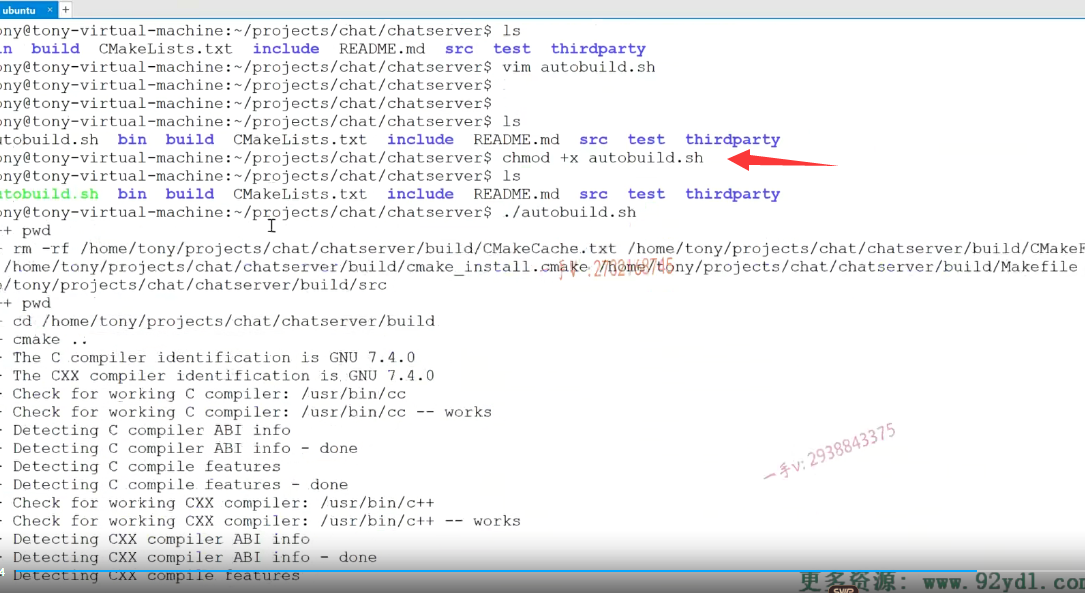 ubuntu × +
ony@tony-virtual-machine:~/projects/chat/chatserver$ ls
in build CMakeLists.txt include README.md src test thirdparty
ony@tony-virtual-machine:~/projects/chat/chatserver$ vim autobuild.sh
ony@tony-virtual-machine:~/projects/chat/chatserver$
ony@tony-virtual-machine:~/projects/chat/chatserver$
ony@tony-virtual-machine:~/projects/chat/chatserver$ ls
utobuild.sh bin build CMakeLists.txt include README.md src test thirdparty
ony@tony-virtual-machine:~/projects/chat/chatserver$ chmod +x autobuild.sh
ony@tony-virtual-machine:~/projects/chat/chatserver$ ls
utobuild.sh bin build CMakeLists.txt include README.md src test thirdparty
ony@tony-virtual-machine:~/projects/chat/chatserver$ ./autobuild.sh
++ pwd
- rm -rf /home/tony/projects/chat/chatserver/build/CMakeCache.txt /home/tony/projects/chat/chatserver/build/CMakeF
/home/tony/projects/chat/chatserver/build/cmake_install.cmake /home/tony/projects/chat/chatserver/build/Makefile
e/tony/projects/chat/chatserver/build/src
++ pwd
- cd /home/tony/projects/chat/chatserver/build
- cmake ..
- The C compiler identification is GNU 7.4.0
- The CXX compiler identification is GNU 7.4.0
- Check for working C compiler: /usr/bin/cc
- Check for working C compiler: /usr/bin/cc -- works
- Detecting C compiler ABI info
- Detecting C compiler ABI info - done
- Detecting C compile features
- Detecting C compile features - done
- Check for working CXX compiler: /usr/bin/c++
- Check for working CXX compiler: /usr/bin/c++ -- works
- Detecting CXX compiler ABI info
- Detecting CXX compiler ABI info - done
- Detecting CXX compile features
一手v: 2938843375
更多资源: www.92ydl.com